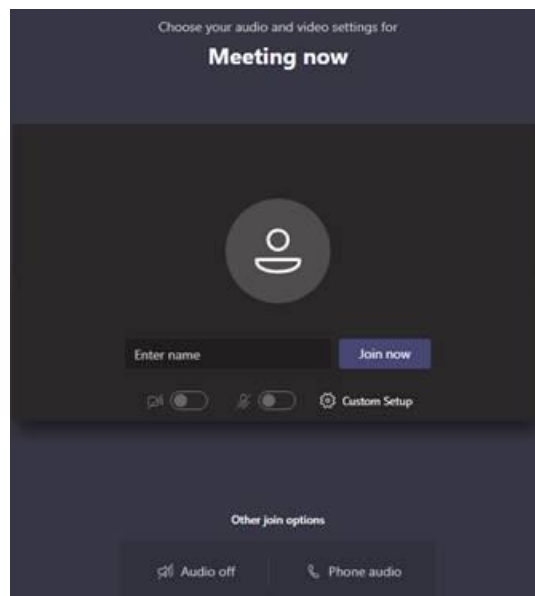 Choose your audio and video settings for
Meeting now
Enter name
Join now
Custom Setup
Other join options
Audio off
Phone audio